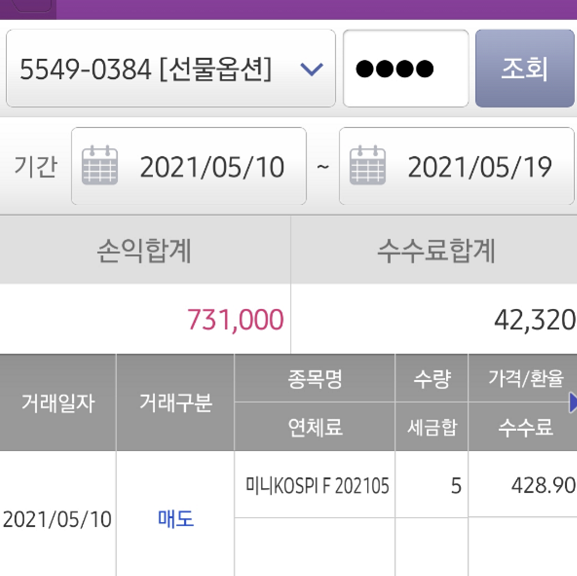 5549-0384 [선물옵션] ●●●● 조회
기간 2021/05/10 ~ 2021/05/19
손익합계 수수료합계
731,000 42,320
거래일자 거래구분 종목명 수량 가격/환율
연체료 세금합 수수료
2021/05/10 매도 미니KOSPI F 202105 5 428.90